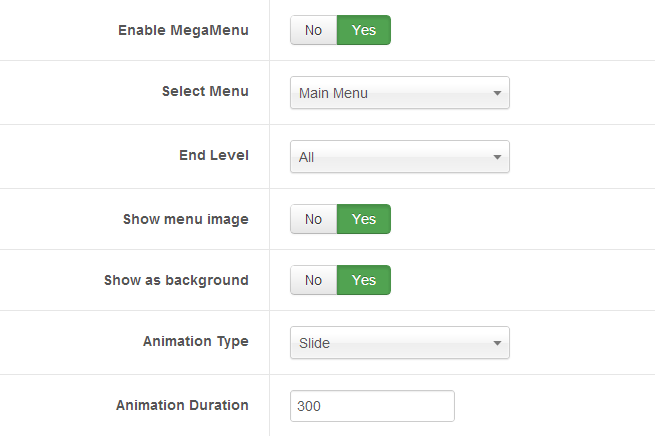 Enable MegaMenu No Yes
Select Menu Main Menu
End Level All
Show menu image No Yes
Show as background No Yes
Animation Type Slide
Animation Duration 300